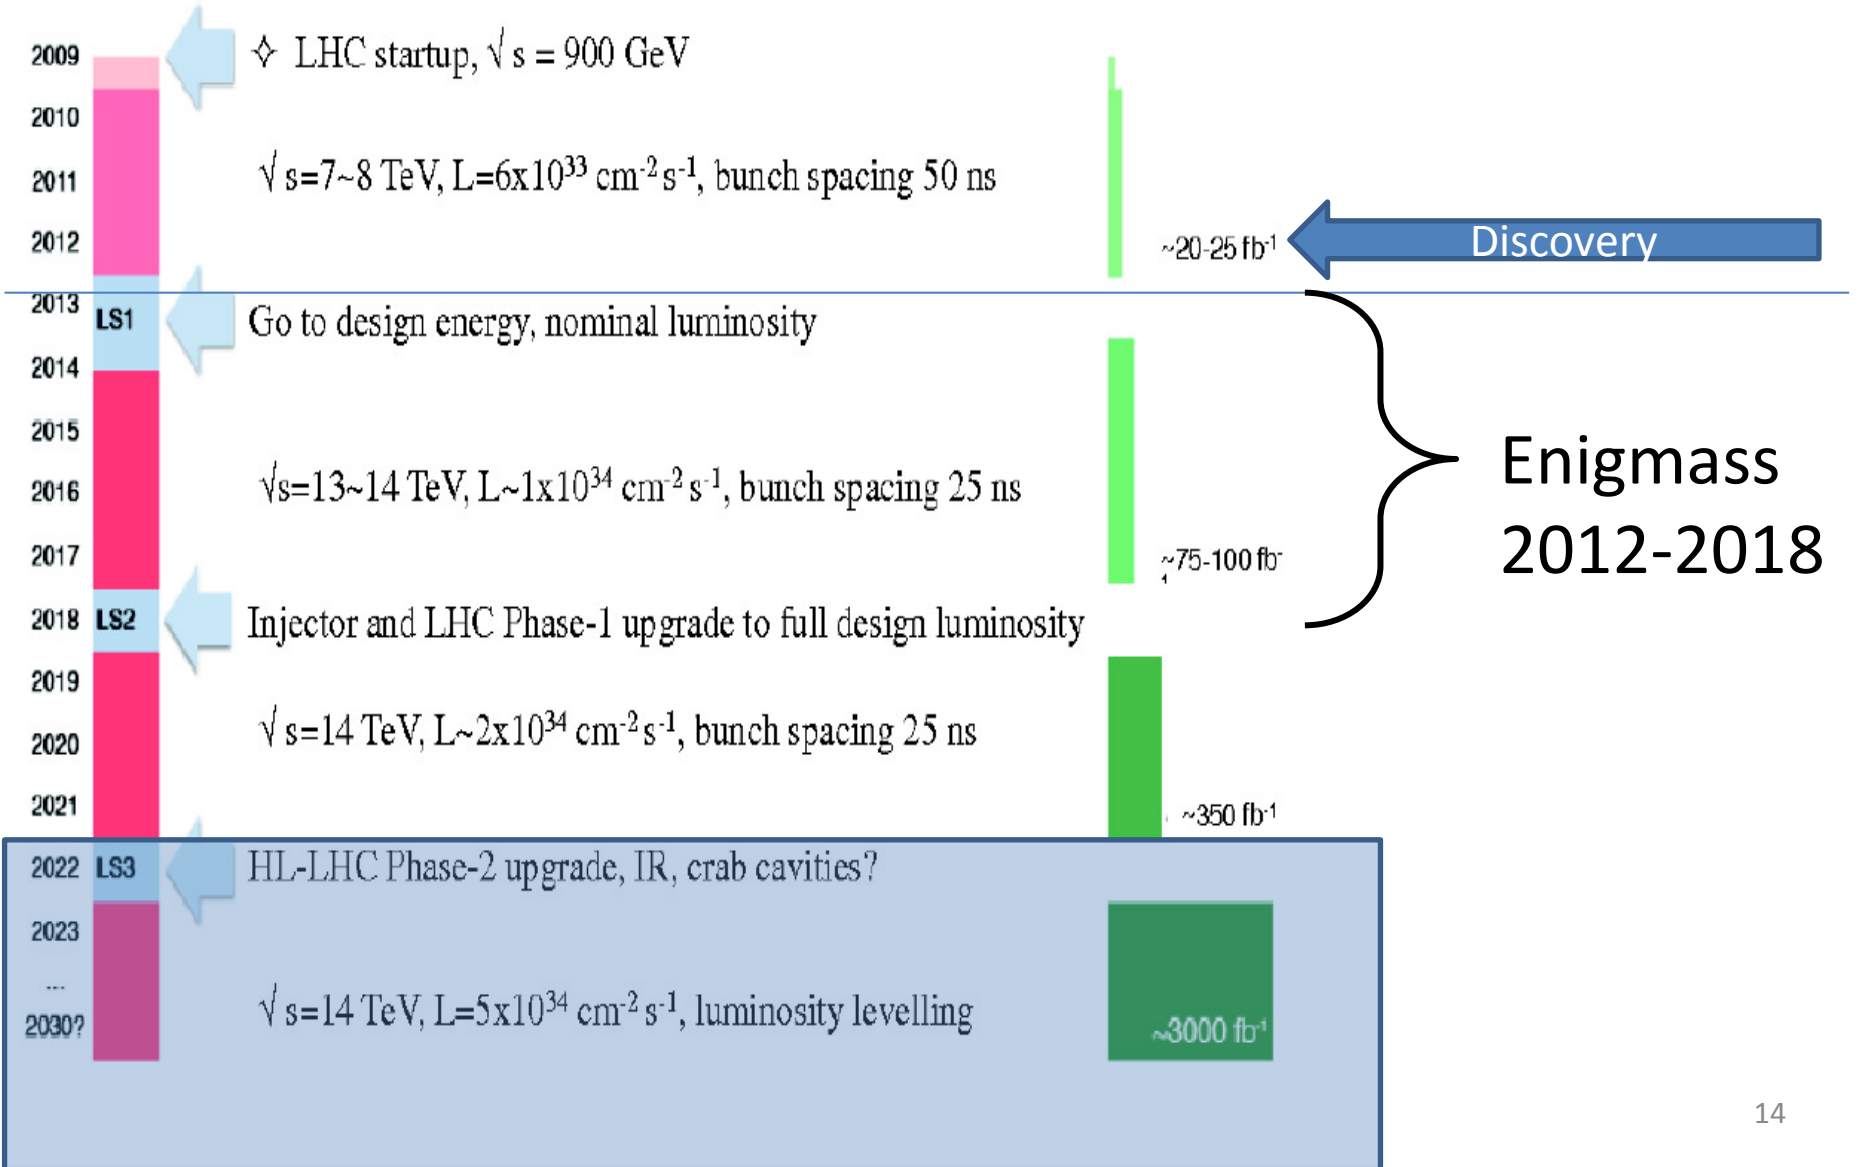 2009
✧ LHC startup, √ s = 900 GeV
2010
2011
√ s=7~8 TeV, L=6x10³³ cm⁻² s⁻¹, bunch spacing 50 ns
2012
~20-25 fb⁻¹
Discovery
2013
LS1
Go to design energy, nominal luminosity
2014
2015
2016
√s=13~14 TeV, L~1x10³⁴ cm⁻² s⁻¹, bunch spacing 25 ns
2017
~75-100 fb⁻
¹
Enigmass
2012-2018
2018 LS2
Injector and LHC Phase-1 upgrade to full design luminosity
2019
2020
√ s=14 TeV, L~2x10³⁴ cm⁻² s⁻¹, bunch spacing 25 ns
2021
~350 fb⁻¹
2022 LS3
HL-LHC Phase-2 upgrade, IR, crab cavities?
2023
...
2030?
√ s=14 TeV, L=5x10³⁴ cm⁻² s⁻¹, luminosity levelling
~3000 fb⁻¹
14